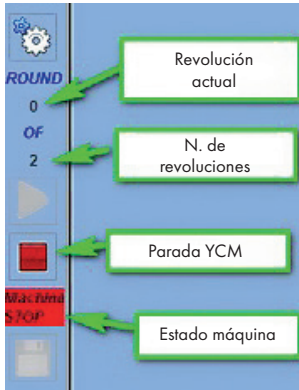 ROUND
0
OF
2
Machine
STOP
Revolución
actual
N. de
revoluciones
Parada YCM
Estado máquina